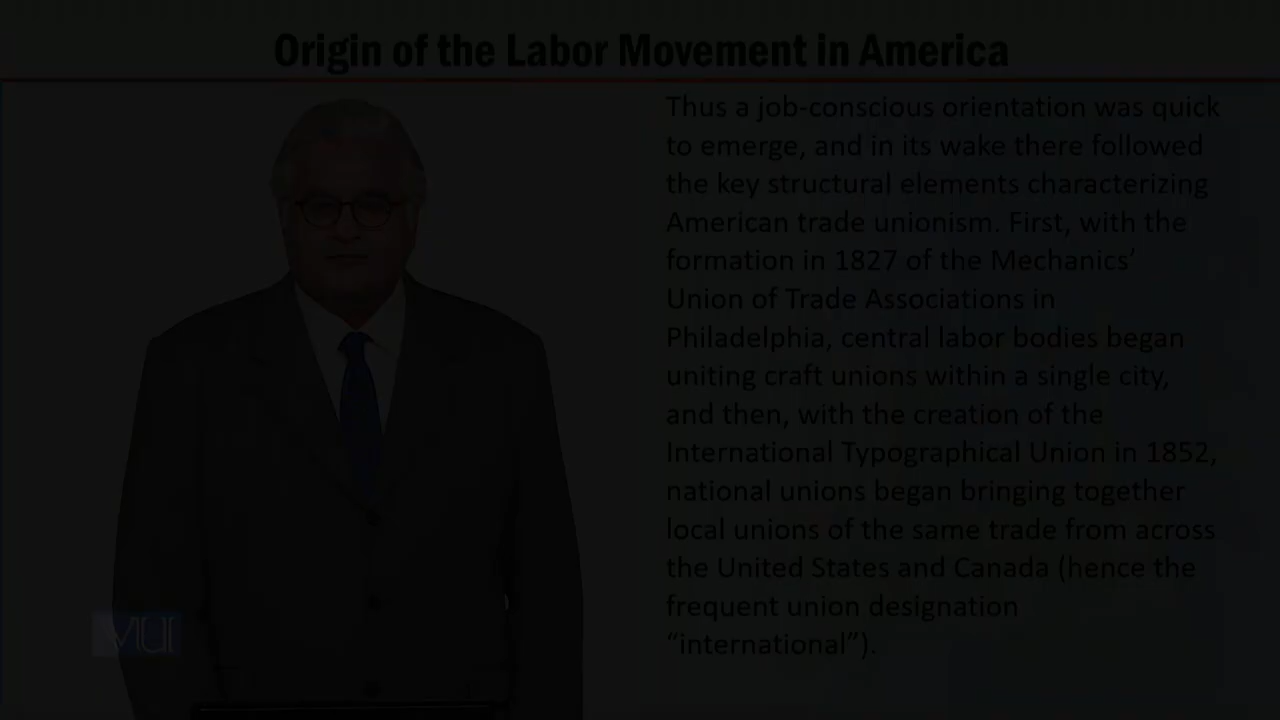 Origin of the Labor Movement in America
Thus a job-conscious orientation was quick
to emerge, and in its wake there followed
the key structural elements characterizing
American trade unionism. First, with the
formation in 1827 of the Mechanics’
Union of Trade Associations in
Philadelphia, central labor bodies began
uniting craft unions within a single city,
and then, with the creation of the
International Typographical Union in 1852,
national unions began bringing together
local unions of the same trade from across
the United States and Canada (hence the
frequent union designation
“international”).
VUI